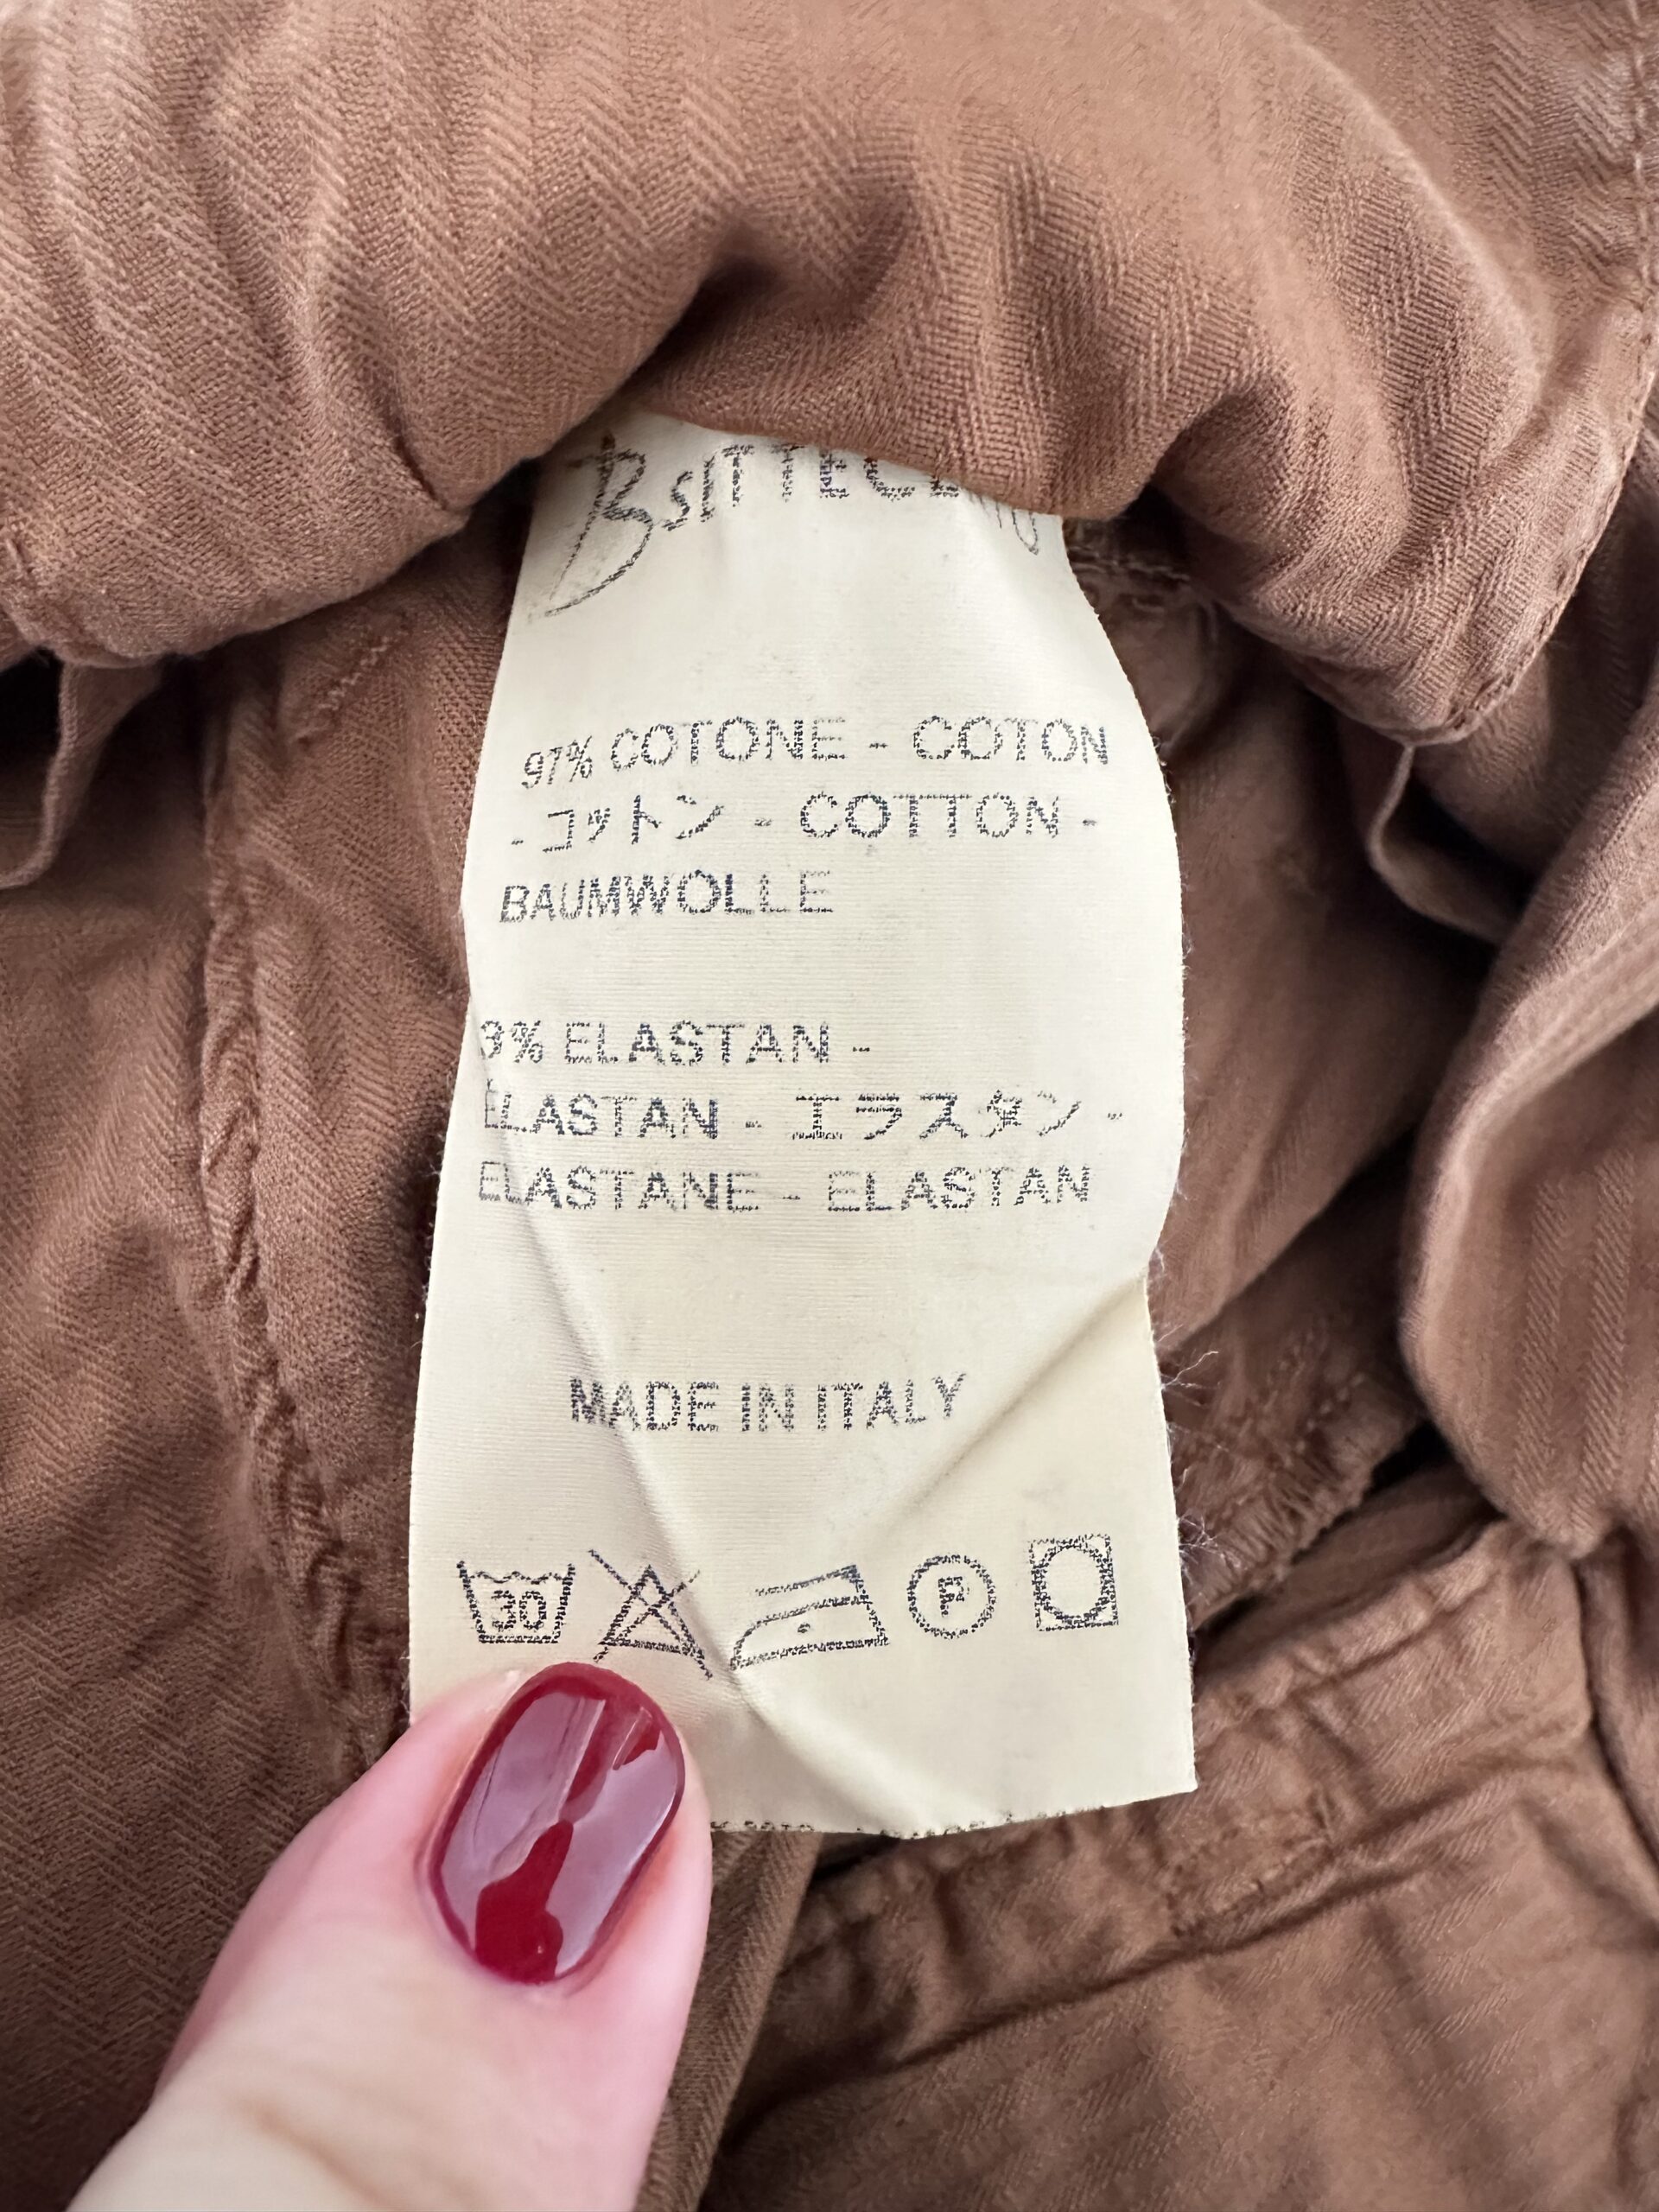 97% COTONE - COTON
- コットン - COTTON -
BAUMWOLLE
3% ELASTAN -
ELASTAN - エラスタン -
ELASTANE - ELASTAN
MADE IN ITALY
30
P